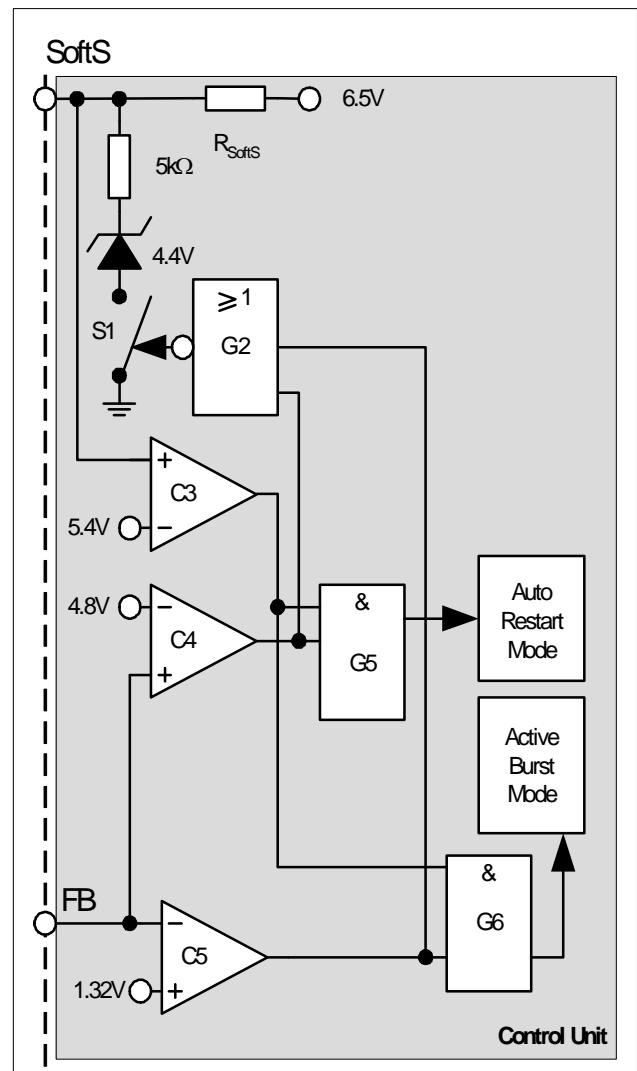 SoftS
6.5V
R_SoftS
5kΩ
4.4V
≥1
S1
G2
+
C3
5.4V
−
4.8V
−
&
C4
G5
+
Auto
Restart
Mode
Active
Burst
Mode
FB
−
&
C5
G6
1.32V
+
Control Unit